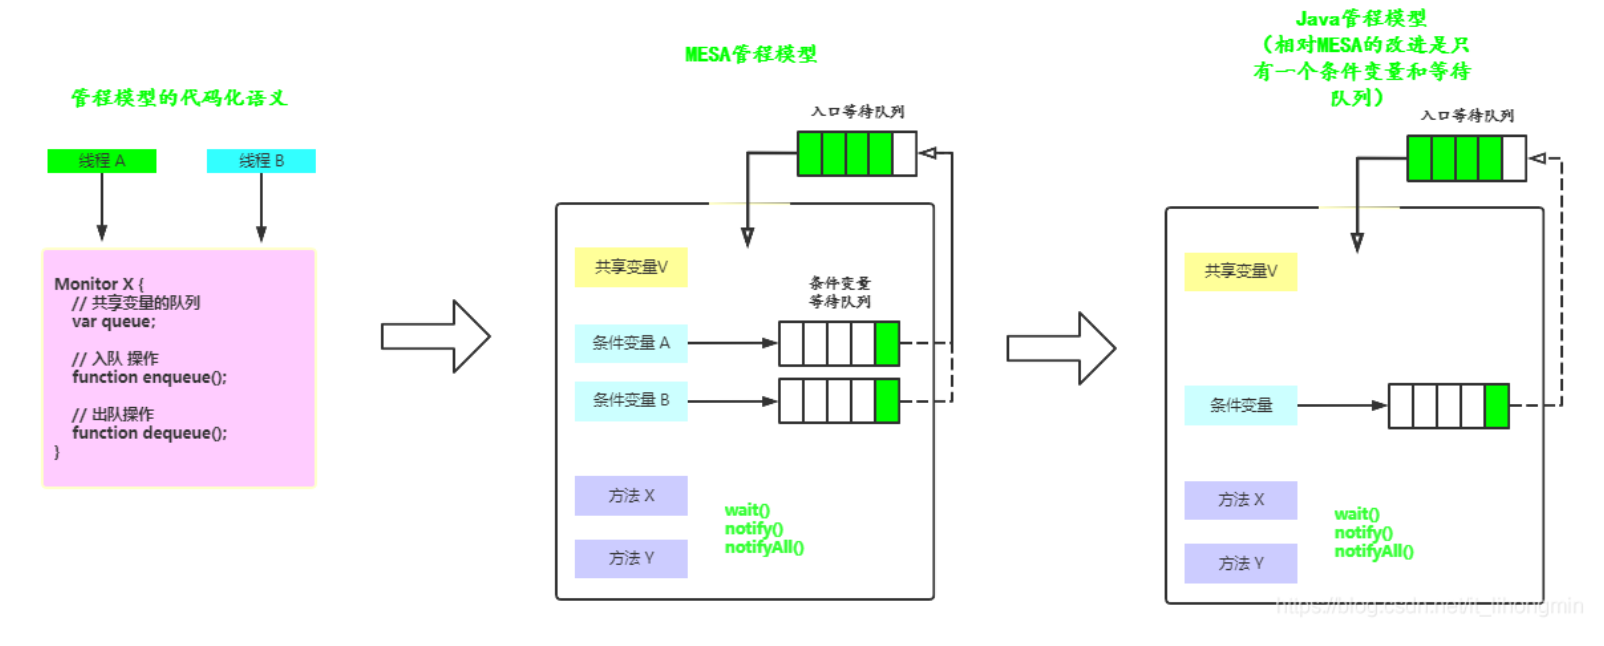 管程模型的代码化语义
线程 A
线程 B
Monitor X {
// 共享变量的队列
var queue;
// 入队 操作
function enqueue();
// 出队操作
function dequeue();
}
MESA管程模型
入口等待队列
共享变量V
条件变量
等待队列
条件变量 A
条件变量 B
方法 X
方法 Y
wait()
notify()
notifyAll()
Java管程模型
（相对MESA的改进是只
有一个条件变量和等待
队列）
入口等待队列
共享变量V
条件变量
方法 X
方法 Y
wait()
notify()
notifyAll()
https://blog.csdn.net/it_lihongmin